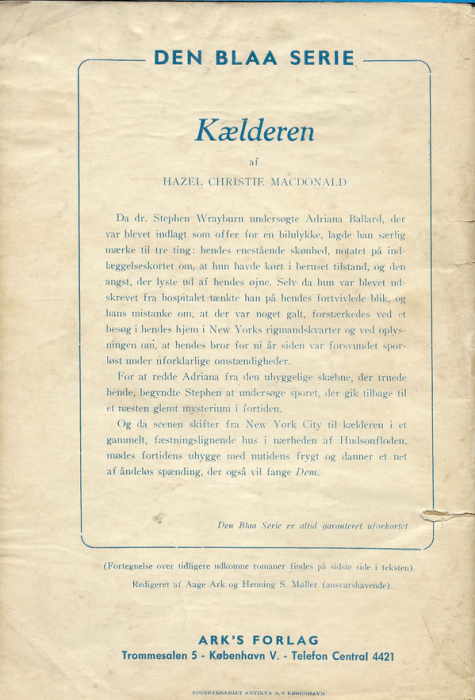 DEN BLAA SERIE
Kælderen
af
HAZEL CHRISTIE MACDONALD
Da dr. Stephen Wrayburn undersøgte Adriana Ballard, der
var blevet indlagt som offer for en bilulykke, lagde han særlig
mærke til tre ting: hendes enestående skønhed, notatet på ind-
læggelseskortet om, at hun havde kørt i beruset tilstand, og den
angst, der lyste ud af hendes øjne. Selv da hun var blevet ud-
skrevet fra hospitalet tænkte han på hendes fortvivlede blik, og
hans mistanke om, at der var noget galt, forstærkedes ved et
besøg i hendes hjem i New Yorks rigmandskvarter og ved oplys-
ningen om, at hendes bror for ni år siden var forsvundet spor-
løst under uforklarlige omstændigheder.
For at redde Adriana fra den uhyggelige skæbne, der truede
hende, begyndte Stephen at undersøge sporet, der gik tilbage til
et næsten glemt mysterium i fortiden.
Og da scenen skifter fra New York City til kælderen i et
gammelt, fæstningslignende hus i nærheden af Hudsonfloden,
mødes fortidens uhygge med nutidens frygt og danner et net
af åndeløs spænding, der også vil fange Dem.
Den Blaa Serie er altid garanteret uforkortet
(Fortegnelse over tidligere udkomne romaner findes på sidste side i teksten)
Redigeret af Aage Ark og Henning S. Møller (ansvarshavende).
ARK'S FORLAG
Trommesalen 5 - København V. - Telefon Central 4421
BOGTRYKKERIET ANTIKVA A/S KØBENHAVN